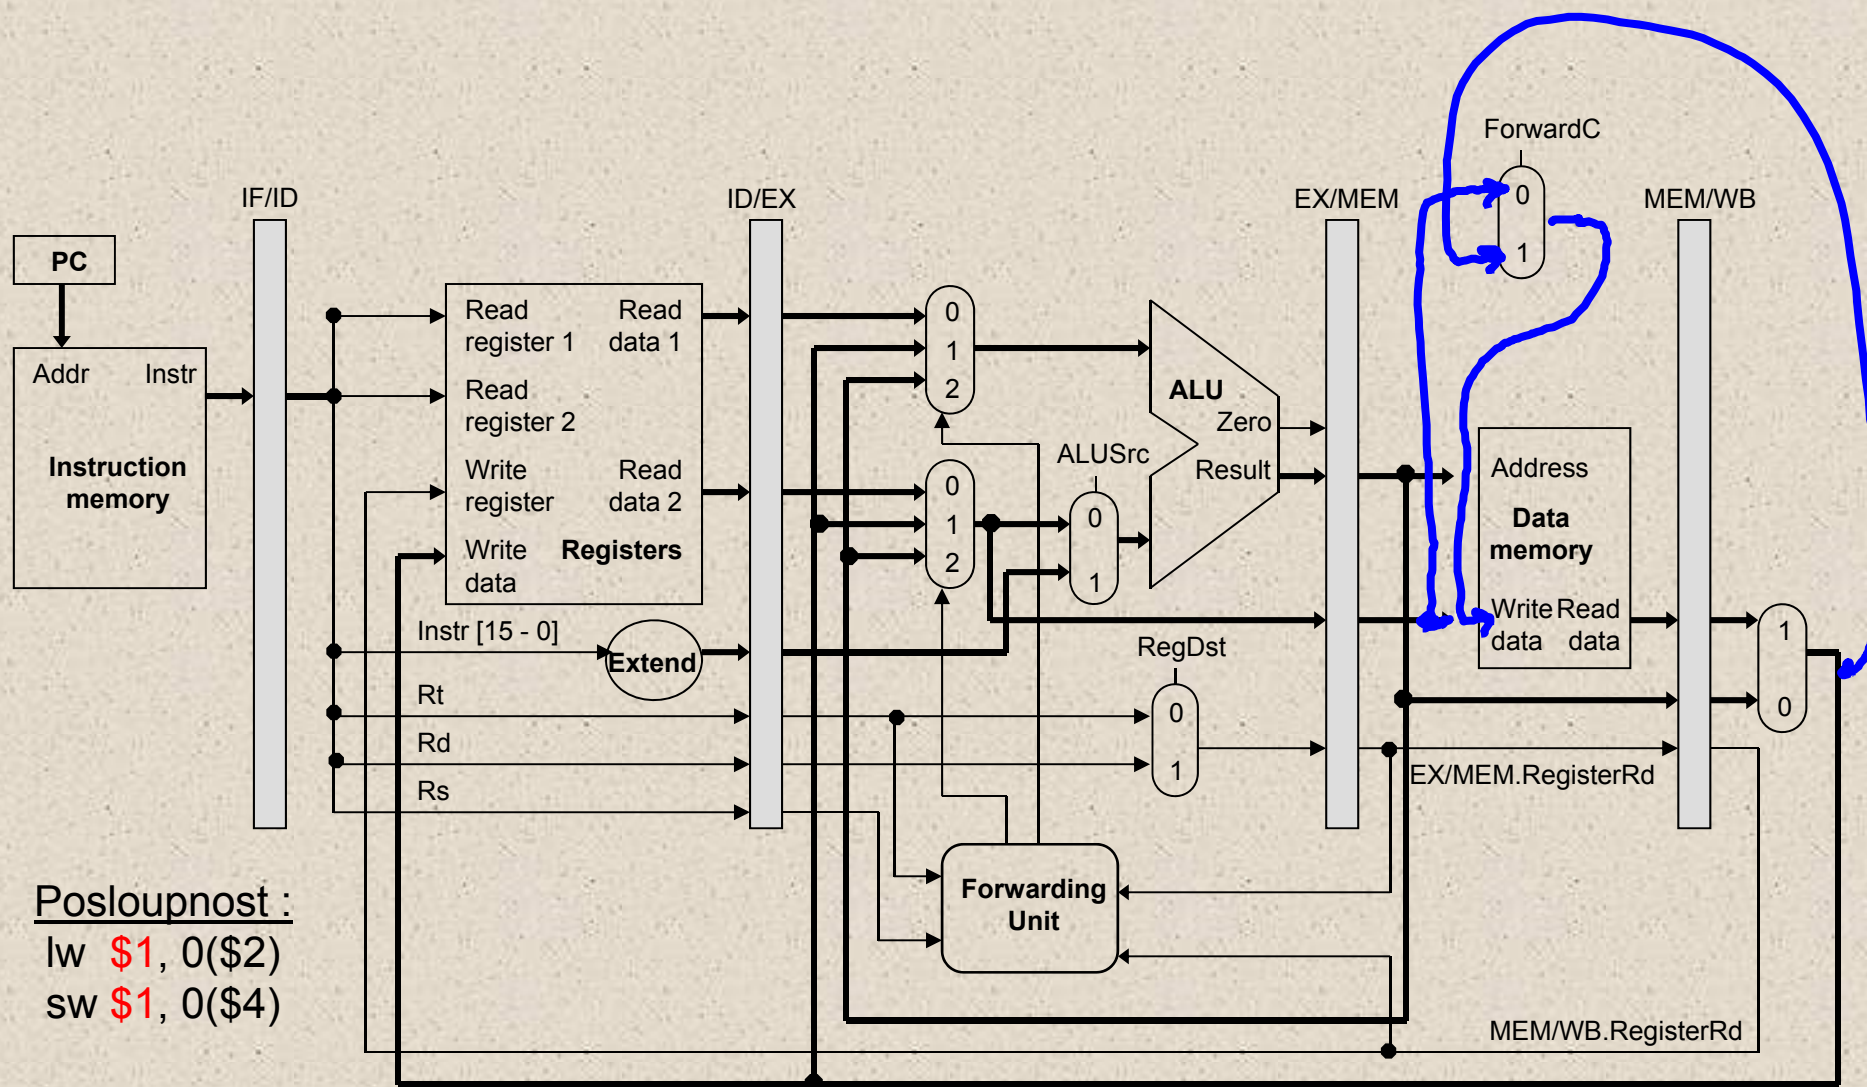 ForwardC
0
1
IF/ID
ID/EX
EX/MEM
MEM/WB
PC
Addr Instr
Instruction
memory
Read
register 1
Read
data 1
Read
register 2
Write
register
Read
data 2
Write
data
Registers
Instr [15 - 0]
Extend
Rt
Rd
Rs
0
1
2
0
1
2
ALUSrc
0
1
ALU
Zero
Result
RegDst
0
1
Address
Data
memory
Write
data
Read
data
1
0
EX/MEM.RegisterRd
Forwarding
Unit
MEM/WB.RegisterRd
Posloupnost :
lw $1, 0($2)
sw $1, 0($4)